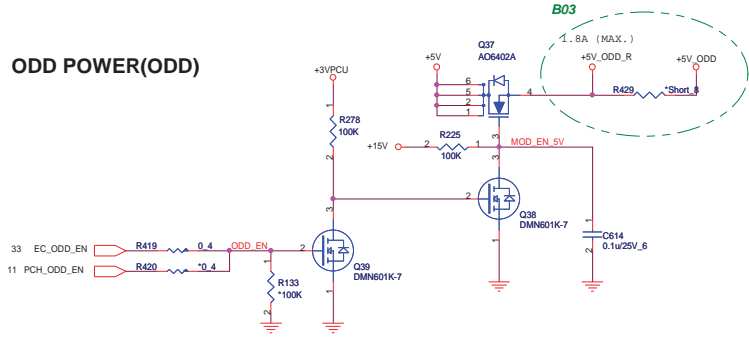 B03
ODD POWER(ODD)
1.8A (MAX.)
+5V
Q37
AO6402A
+5V_ODD_R
+5V_ODD
6
5
2
1
4
3
R429
*Short_8
+3VPCU
1
R278
100K
2
+15V
2
R225
1
100K
MOD_EN_5V
3
2
Q38
DMN601K-7
1
1
C614
0.1u/25V_6
2
33 EC_ODD_EN
R419
0_4
ODD_EN
11 PCH_ODD_EN
R420
*0_4
3
2
Q39
DMN601K-7
1
1
R133
*100K
2